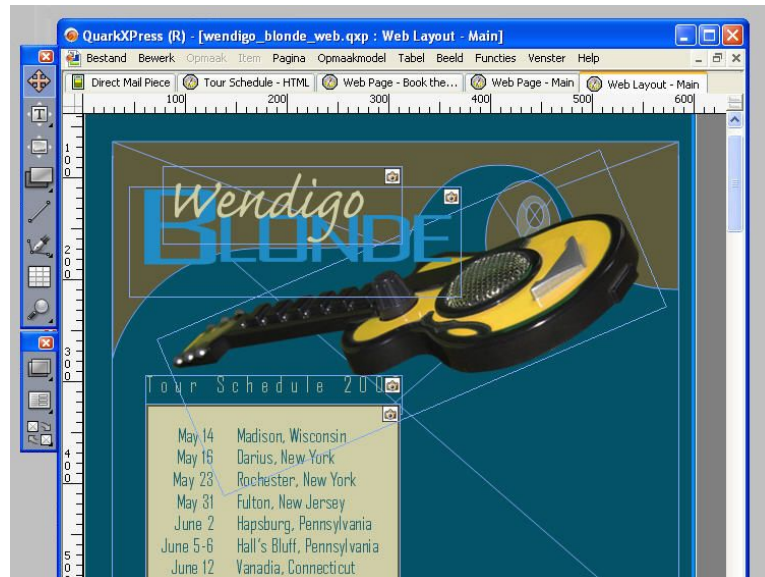 QuarkXPress (R) - [wendigo_blonde_web.qxp : Web Layout - Main]
Bestand Bewerk Opmaak Item Pagina Opmaakmodel Tabel Beeld Functies Venster Help
Direct Mail Piece Tour Schedule - HTML Web Page - Book the... Web Page - Main Web Layout - Main
100 200 300 400 500 600
100
200
300
400
Wendigo
BLONDE
Tour Schedule
May 14 Madison, Wisconsin
May 16 Darius, New York
May 23 Rochester, New York
May 31 Fulton, New Jersey
June 2 Hapsburg, Pennsylvania
June 5-6 Hall's Bluff, Pennsylvania
June 12 Vanadia, Connecticut